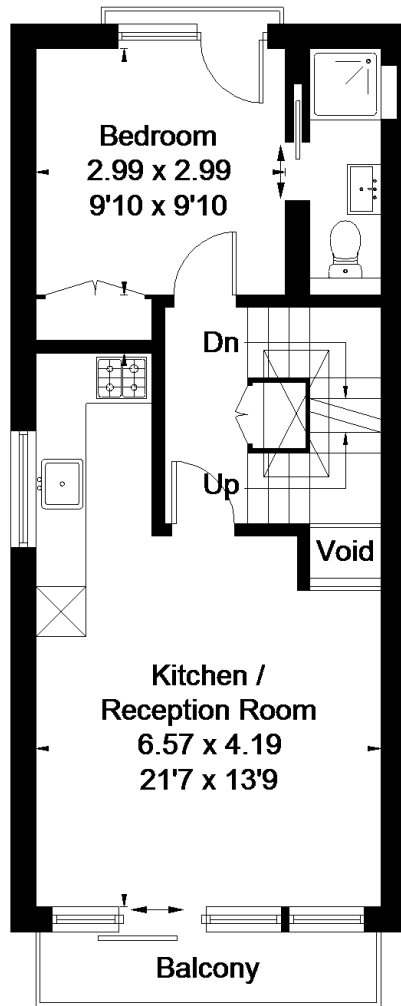 Bedroom
2.99 x 2.99
9'10 x 9'10
Dn
Up
Void
Kitchen /
Reception Room
6.57 x 4.19
21'7 x 13'9
Balcony